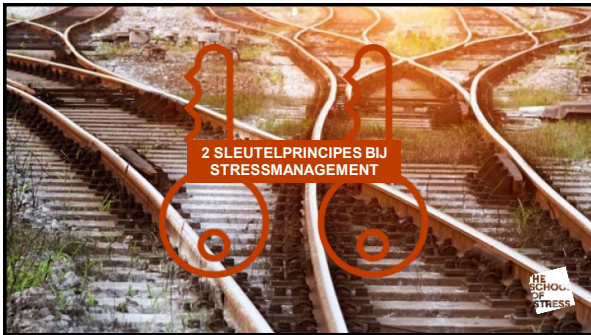 2 SLEUTELPRINCIPES BIJ
STRESSMANAGEMENT
THE
SCHOOL
OF
STRESS